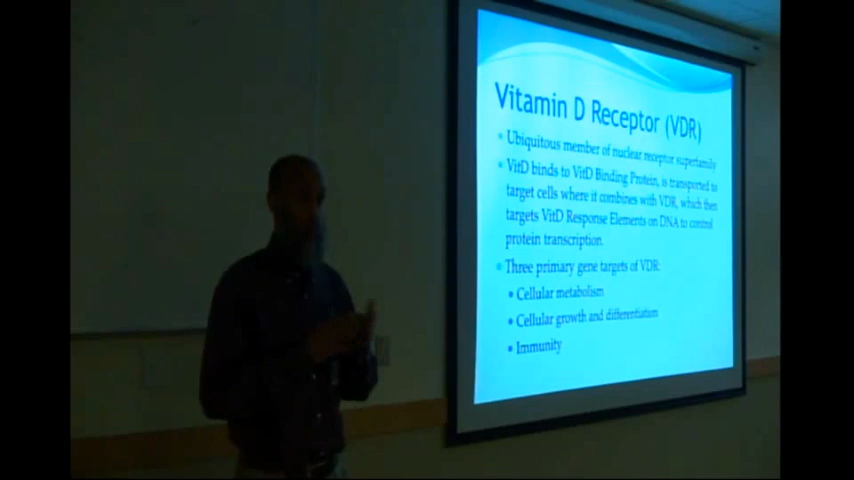 Vitamin D Receptor (VDR)
• Ubiquitous member of nuclear receptor superfamily
• VitD binds to VitD Binding Protein, is transported to
target cells where it combines with VDR, which then
targets VitD Response Elements on DNA to control
protein transcription.
• Three primary gene targets of VDR:
• Cellular metabolism
• Cellular growth and differentiation
• Immunity